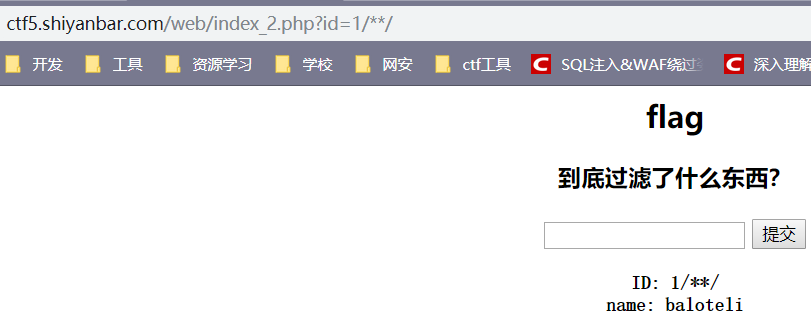 ctf5.shiyanbar.com/web/index_2.php?id=1/**/
开发 工具 资源学习 学校 网安 ctf工具 SQL注入&WAF绕过 深入理解
flag
到底过滤了什么东西?
提交
ID: 1/**/
name: baloteli